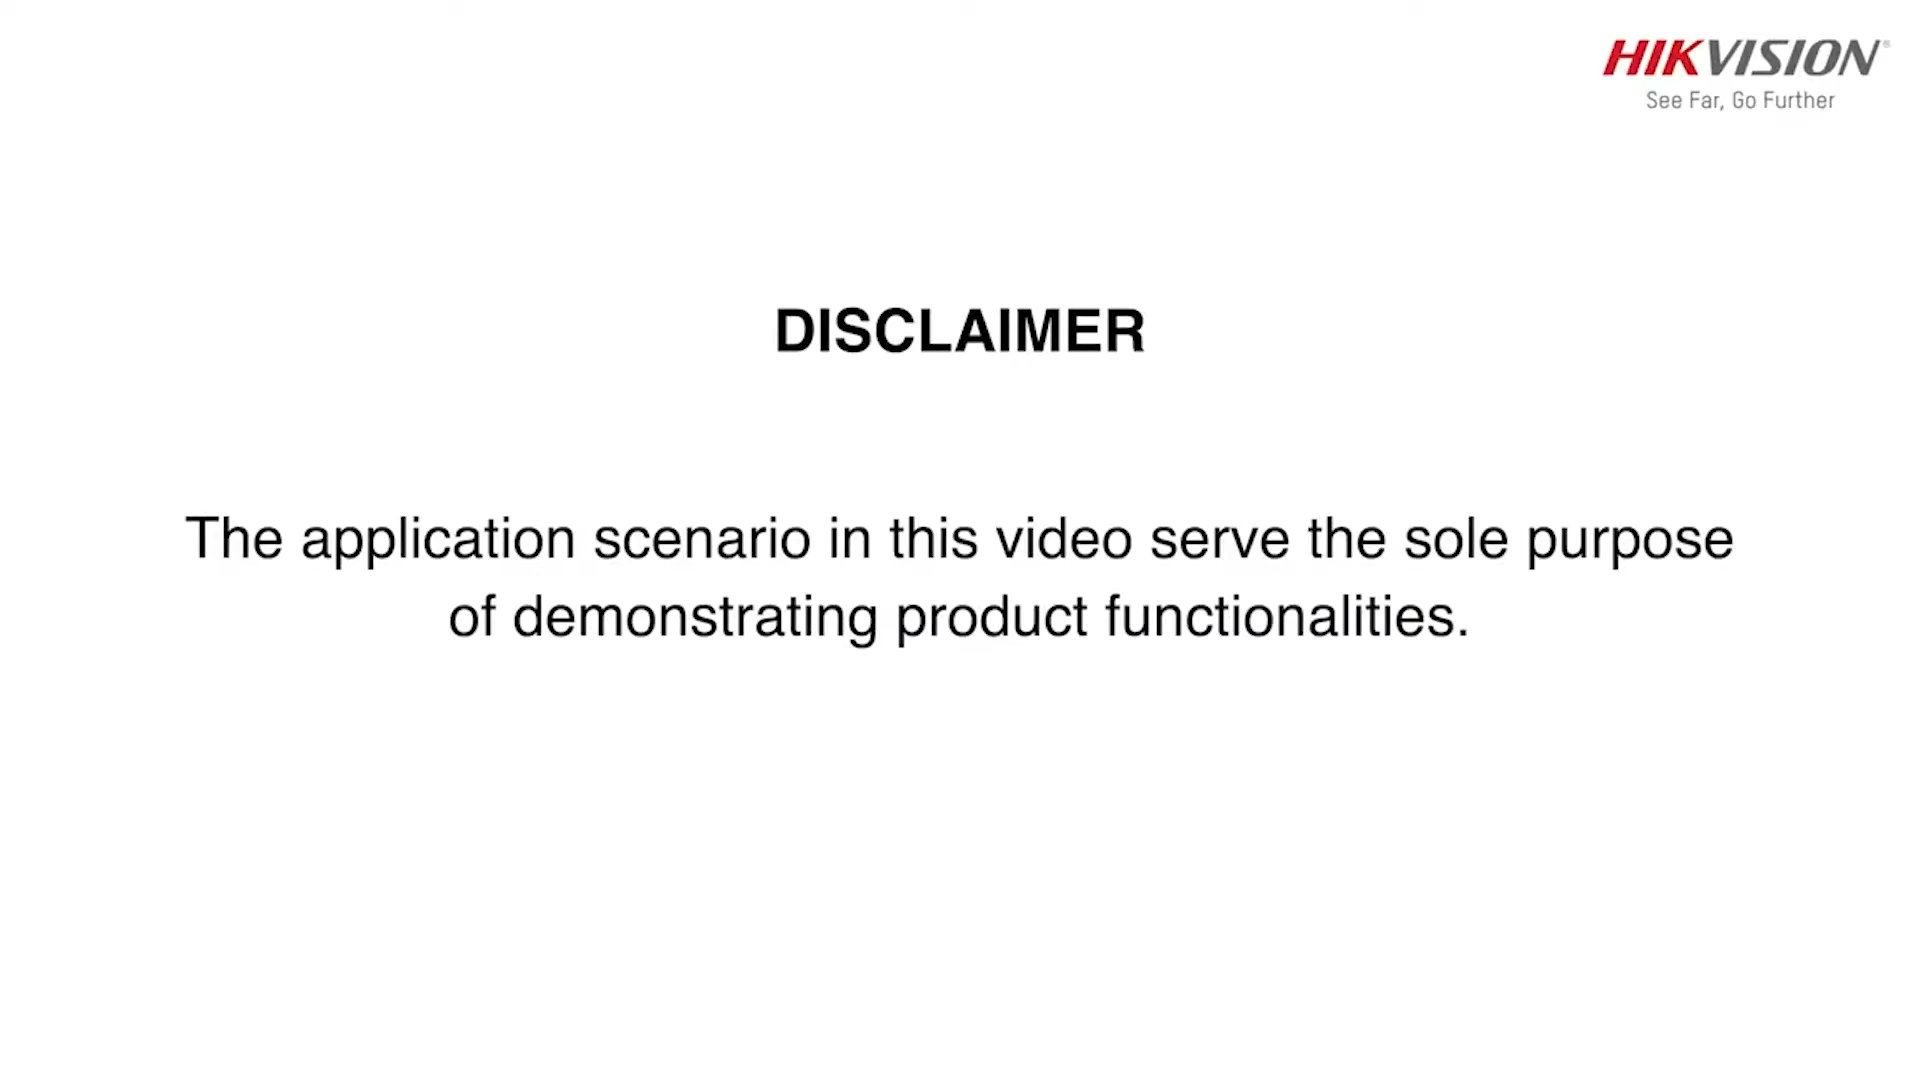 HIKVISION®
See Far, Go Further
DISCLAIMER
The application scenario in this video serve the sole purpose
of demonstrating product functionalities.